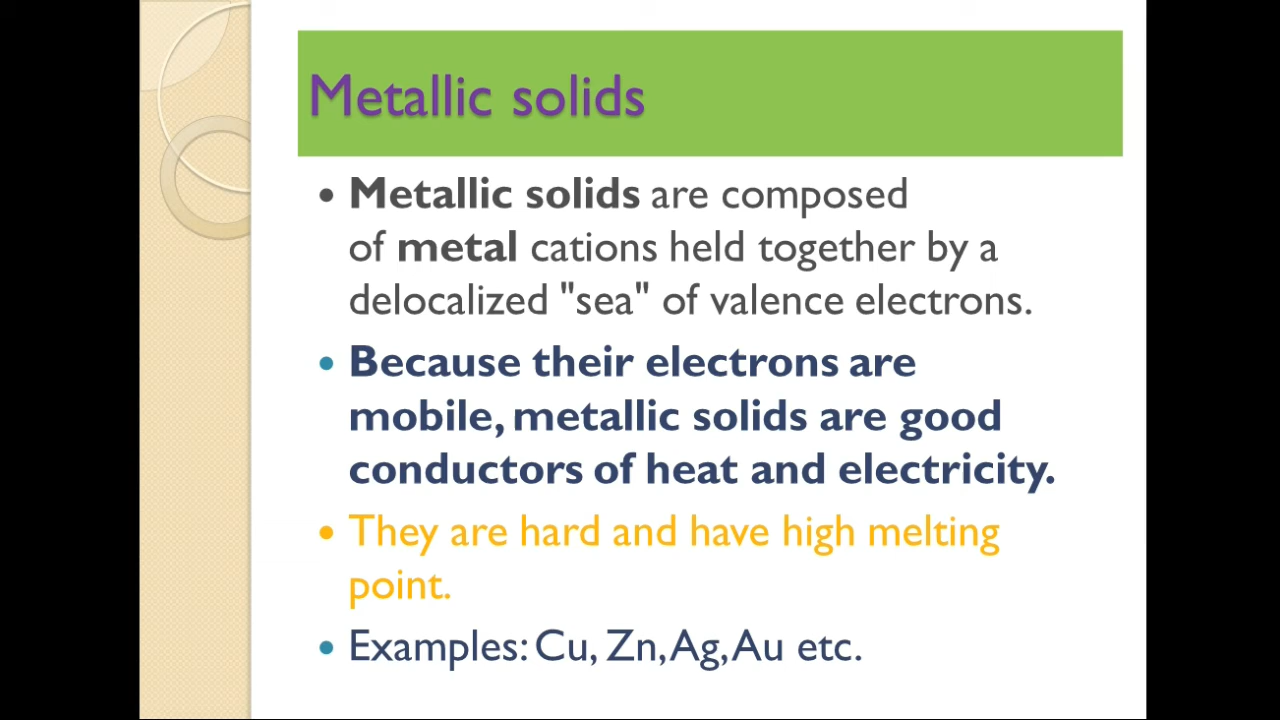 Metallic solids
• Metallic solids are composed
of metal cations held together by a
delocalized "sea" of valence electrons.
• Because their electrons are
mobile, metallic solids are good
conductors of heat and electricity.
• They are hard and have high melting
point.
• Examples: Cu, Zn, Ag, Au etc.